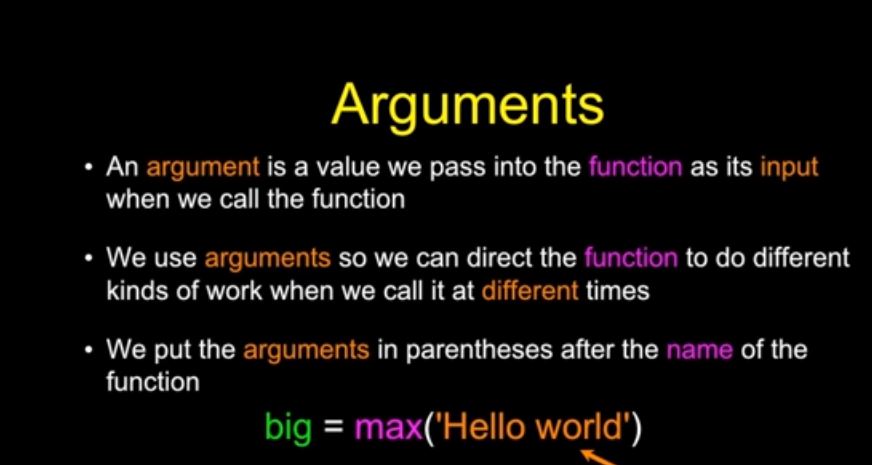 Arguments
• An argument is a value we pass into the function as its input
when we call the function
• We use arguments so we can direct the function to do different
kinds of work when we call it at different times
• We put the arguments in parentheses after the name of the
function
big = max('Hello world')